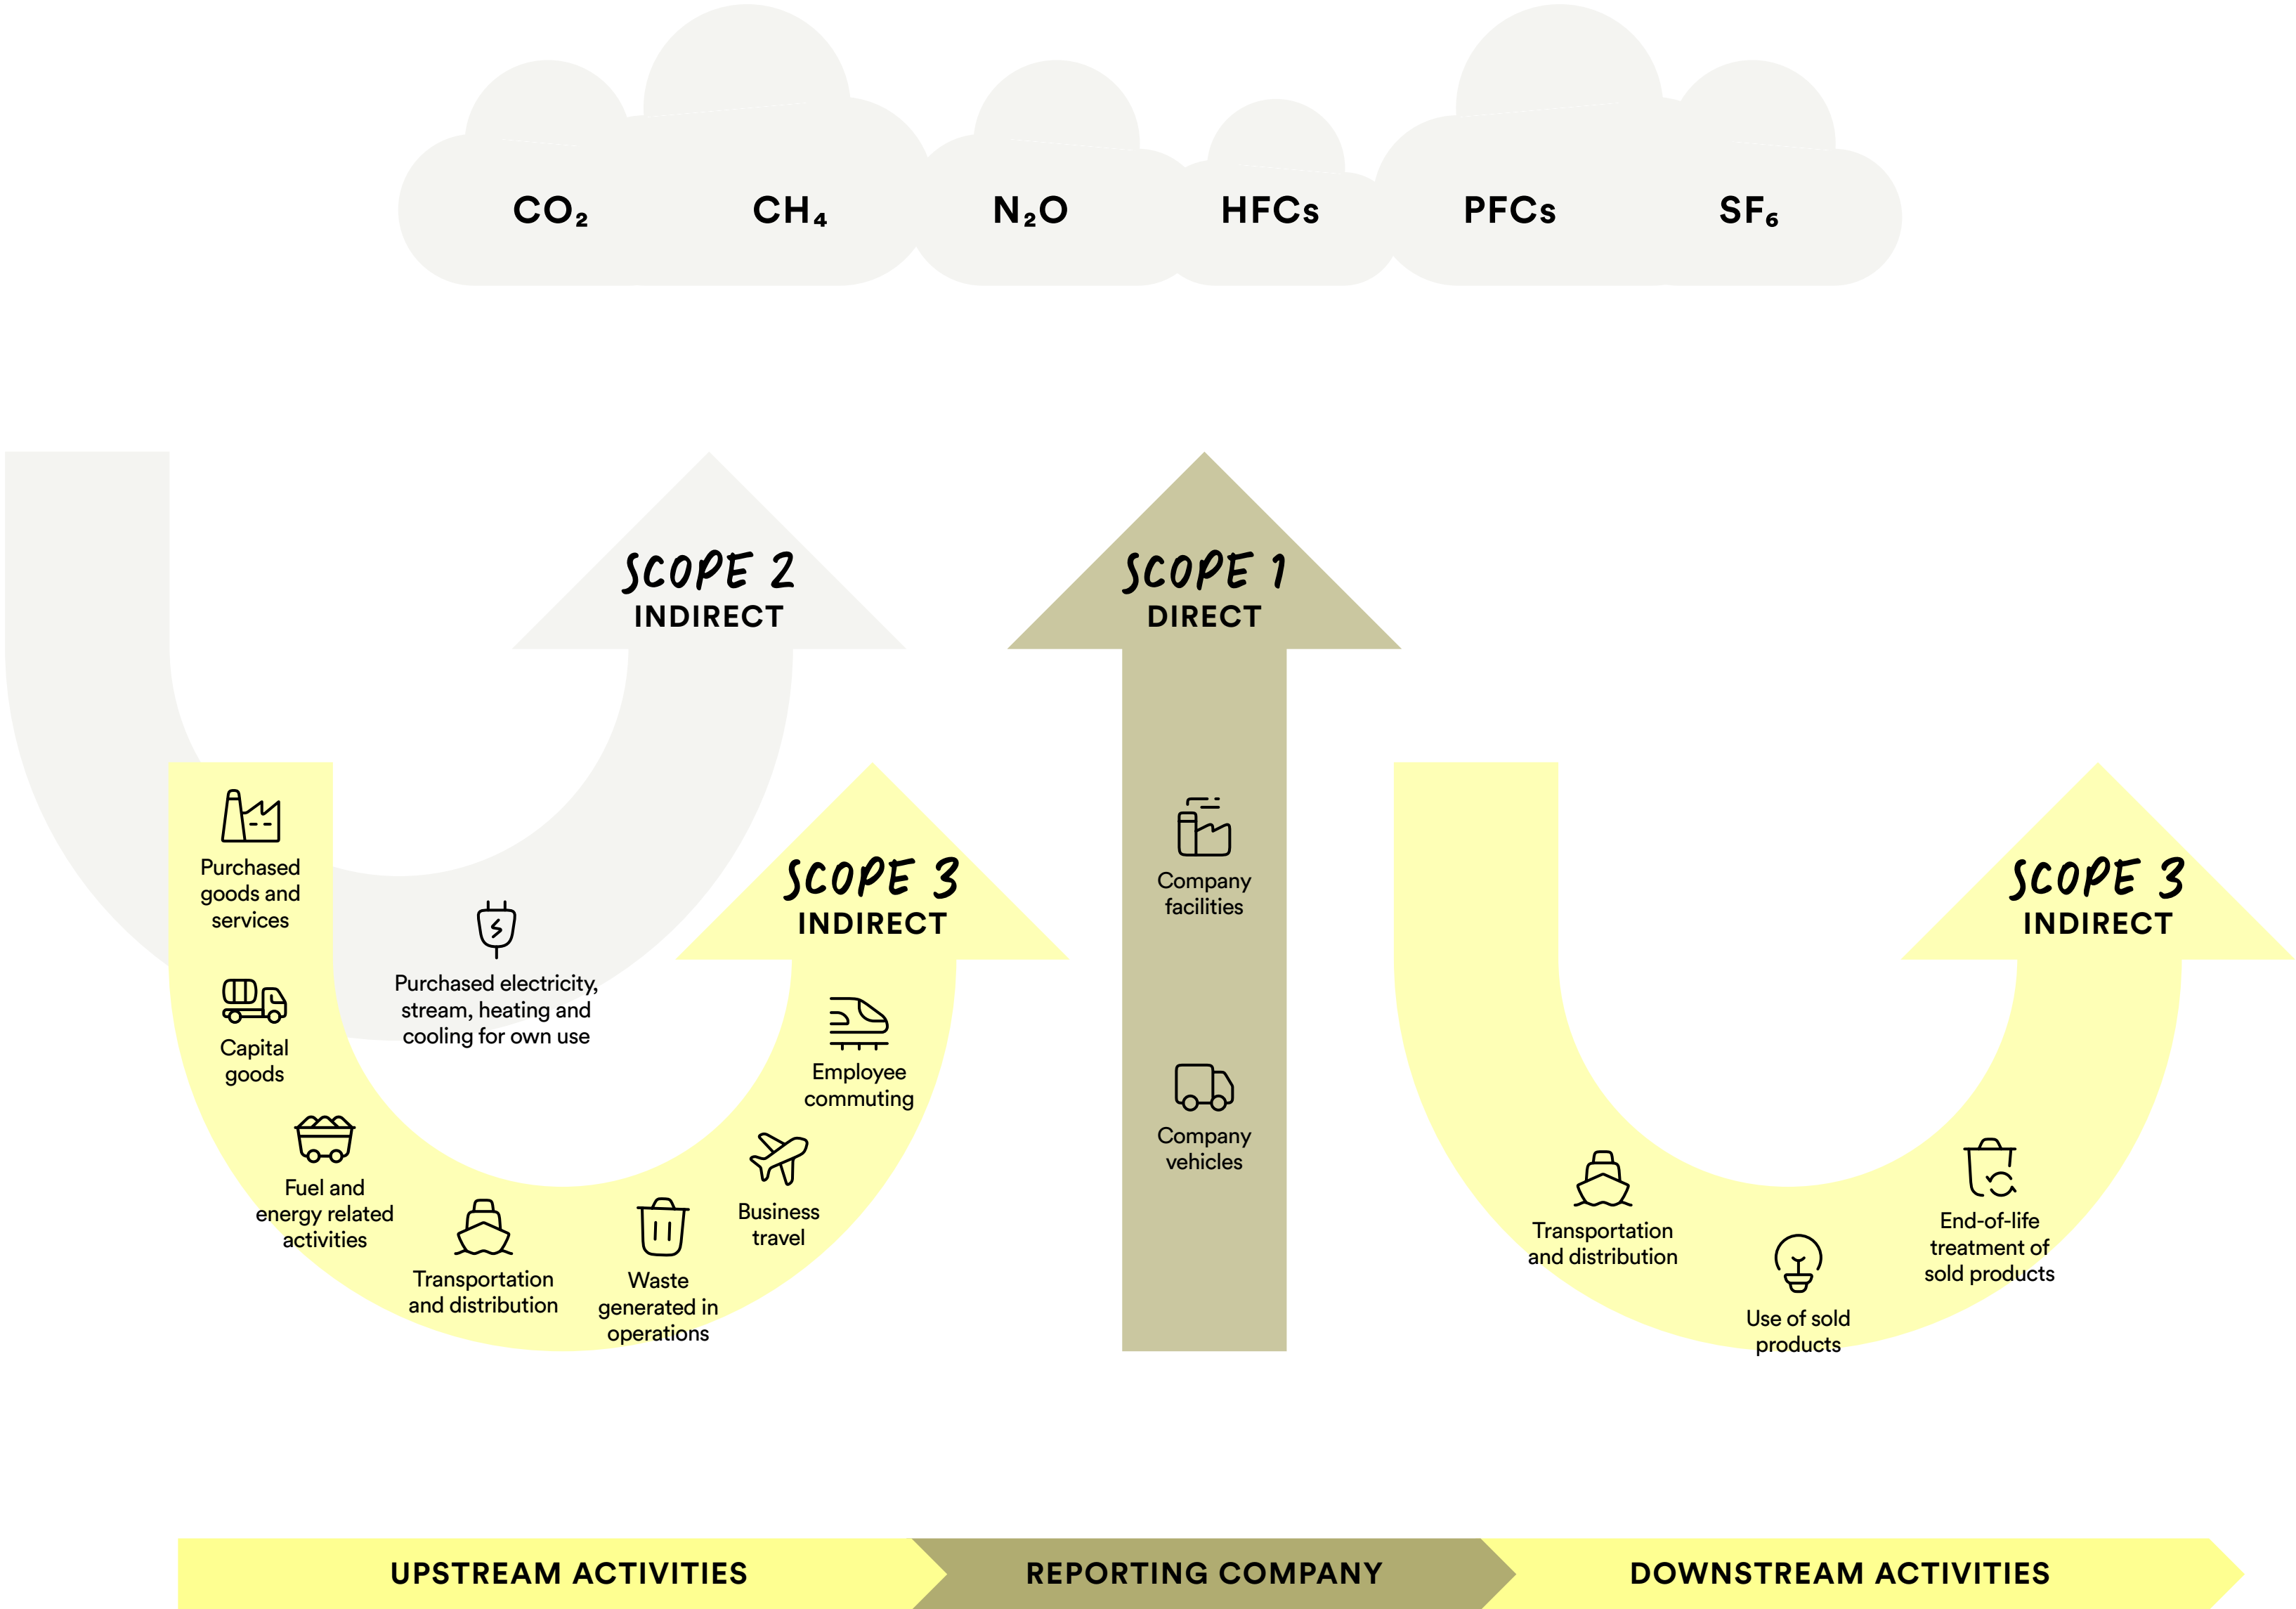 CO₂
CH₄
N₂O
HFCs
PFCs
SF₆
SCOPE 2
INDIRECT
SCOPE 1
DIRECT
SCOPE 3
INDIRECT
SCOPE 3
INDIRECT
Purchased
goods and
services
Capital
goods
Fuel and
energy related
activities
Transportation
and distribution
Waste
generated in
operations
Business
travel
Employee
commuting
Purchased electricity,
stream, heating and
cooling for own use
Company
facilities
Company
vehicles
Transportation
and distribution
Use of sold
products
End-of-life
treatment of
sold products
UPSTREAM ACTIVITIES
REPORTING COMPANY
DOWNSTREAM ACTIVITIES